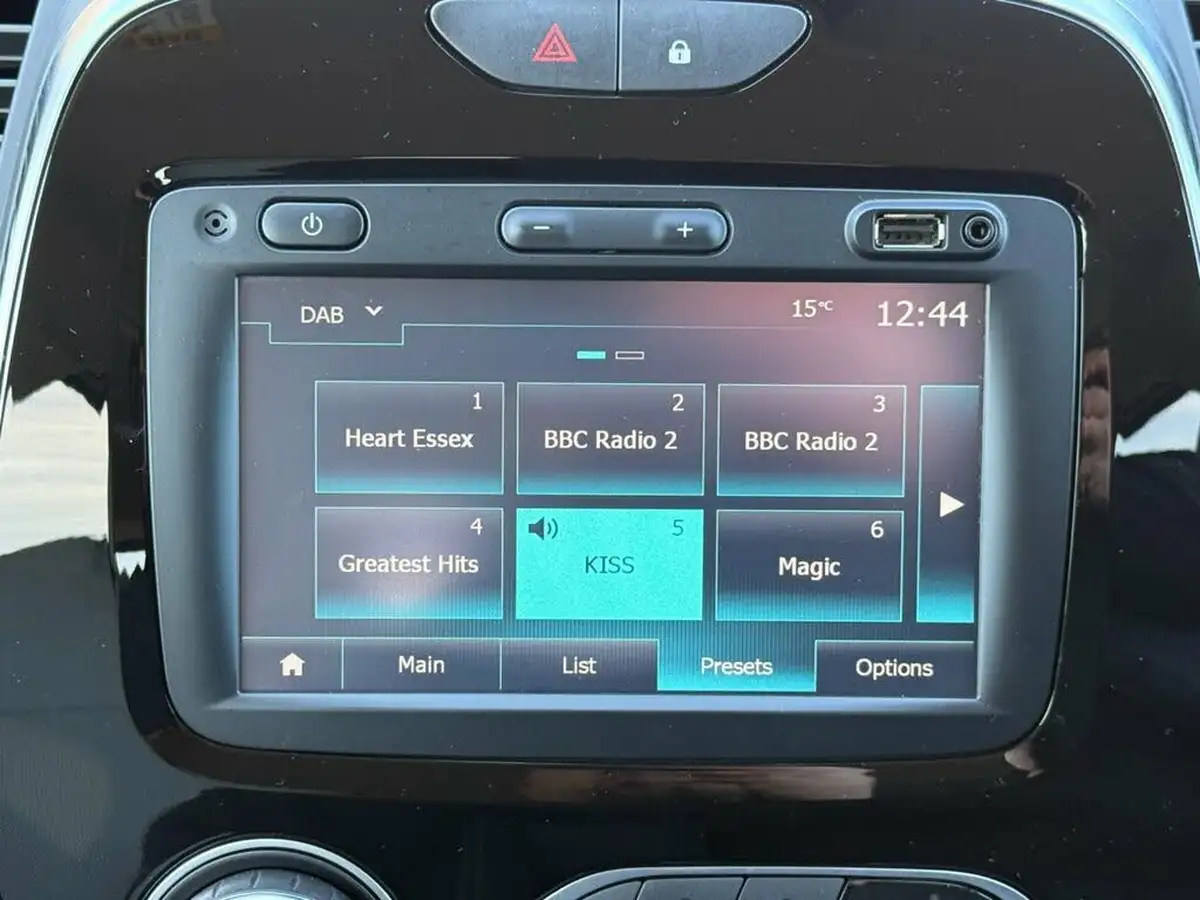 DAB
15°C
12:44
1
Heart Essex
2
BBC Radio 2
3
BBC Radio 2
4
Greatest Hits
5
KISS
6
Magic
Main
List
Presets
Options